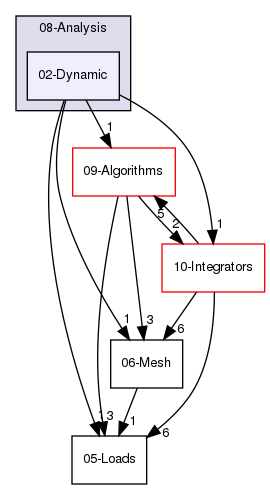 08-Analysis
02-Dynamic
1
09-Algorithms
5
2
1
10-Integrators
1
3
6
06-Mesh
1
3
1
6
05-Loads